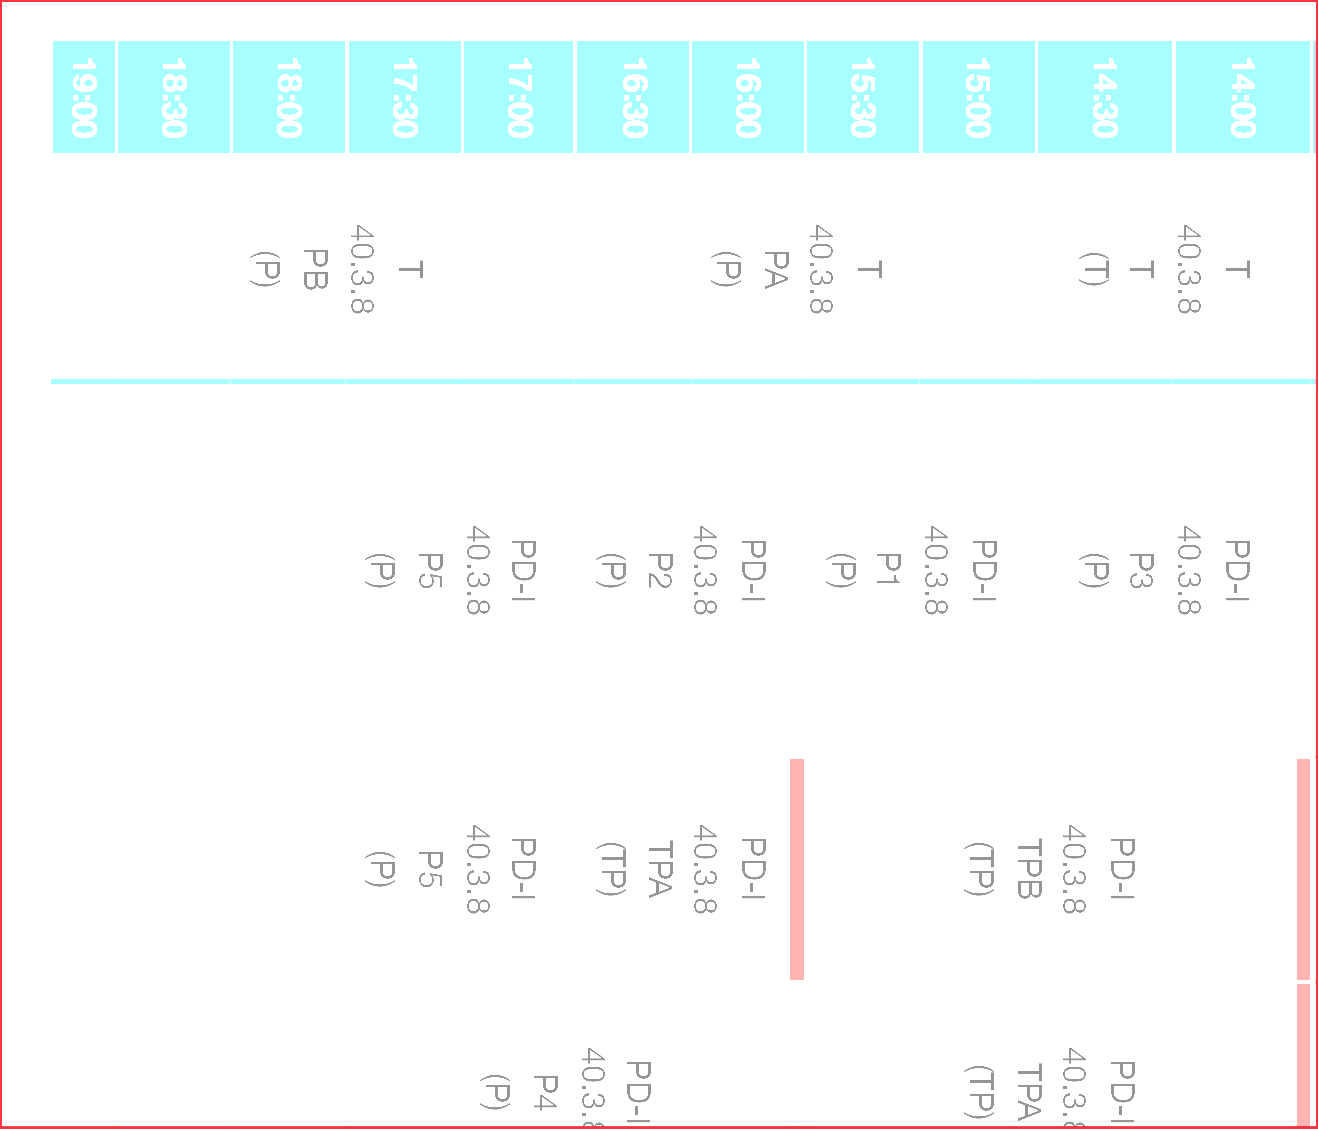 14:00
T
40.3.8
T
(T)
PD-I
40.3.8
P3
(P)
14:30
PD-I
40.3.8
TPB
(TP)
PD-I
40.3.8
TPA
(TP)
15:00
PD-I
40.3.8
P1
(P)
15:30
T
40.3.8
PA
(P)
16:00
PD-I
40.3.8
P2
(P)
PD-I
40.3.8
TPA
(TP)
16:30
PD-I
40.3.8
P4
(P)
17:00
PD-I
40.3.8
P5
(P)
PD-I
40.3.8
P5
(P)
17:30
T
40.3.8
PB
(P)
18:00
18:30
19:00